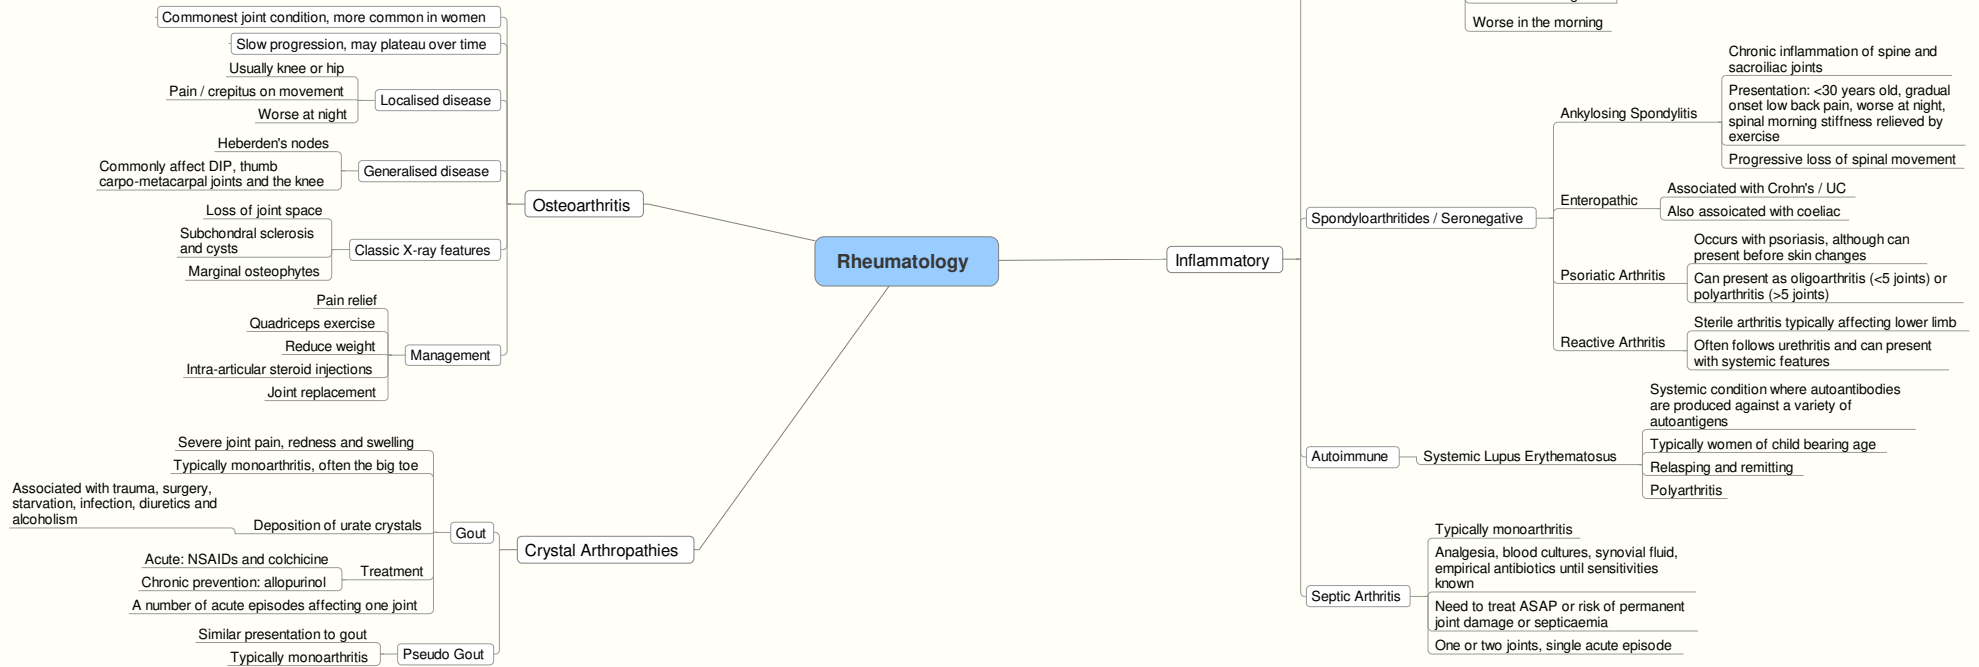 Commonest joint condition, more common in women
Slow progression, may plateau over time
Usually knee or hip
Pain / crepitus on movement
Worse at night
Localised disease
Heberden's nodes
Commonly affect DIP, thumb
carpo-metacarpal joints and the knee
Generalised disease
Osteoarthritis
Loss of joint space
Subchondral sclerosis
and cysts
Marginal osteophytes
Classic X-ray features
Pain relief
Quadriceps exercise
Reduce weight
Intra-articular steroid injections
Joint replacement
Management
Severe joint pain, redness and swelling
Typically monoarthritis, often the big toe
Associated with trauma, surgery,
starvation, infection, diuretics and
alcoholism
Deposition of urate crystals
Gout
Acute: NSAIDs and colchicine
Chronic prevention: allopurinol
Treatment
A number of acute episodes affecting one joint
Crystal Arthropathies
Similar presentation to gout
Typically monoarthritis
Pseudo Gout
Rheumatology
Inflammatory
Worse in the morning
Spondyloarthritides / Seronegative
Ankylosing Spondylitis
Chronic inflammation of spine and
sacroiliac joints
Presentation: <30 years old, gradual
onset low back pain, worse at night,
spinal morning stiffness relieved by
exercise
Progressive loss of spinal movement
Enteropathic
Associated with Crohn's / UC
Also assoicated with coeliac
Psoriatic Arthritis
Occurs with psoriasis, although can
present before skin changes
Can present as oligoarthritis (<5 joints) or
polyarthritis (>5 joints)
Reactive Arthritis
Sterile arthritis typically affecting lower limb
Often follows urethritis and can present
with systemic features
Autoimmune
Systemic Lupus Erythematosus
Systemic condition where autoantibodies
are produced against a variety of
autoantigens
Typically women of child bearing age
Relasping and remitting
Polyarthritis
Septic Arthritis
Typically monoarthritis
Analgesia, blood cultures, synovial fluid,
empirical antibiotics until sensitivities
known
Need to treat ASAP or risk of permanent
joint damage or septicaemia
One or two joints, single acute episode